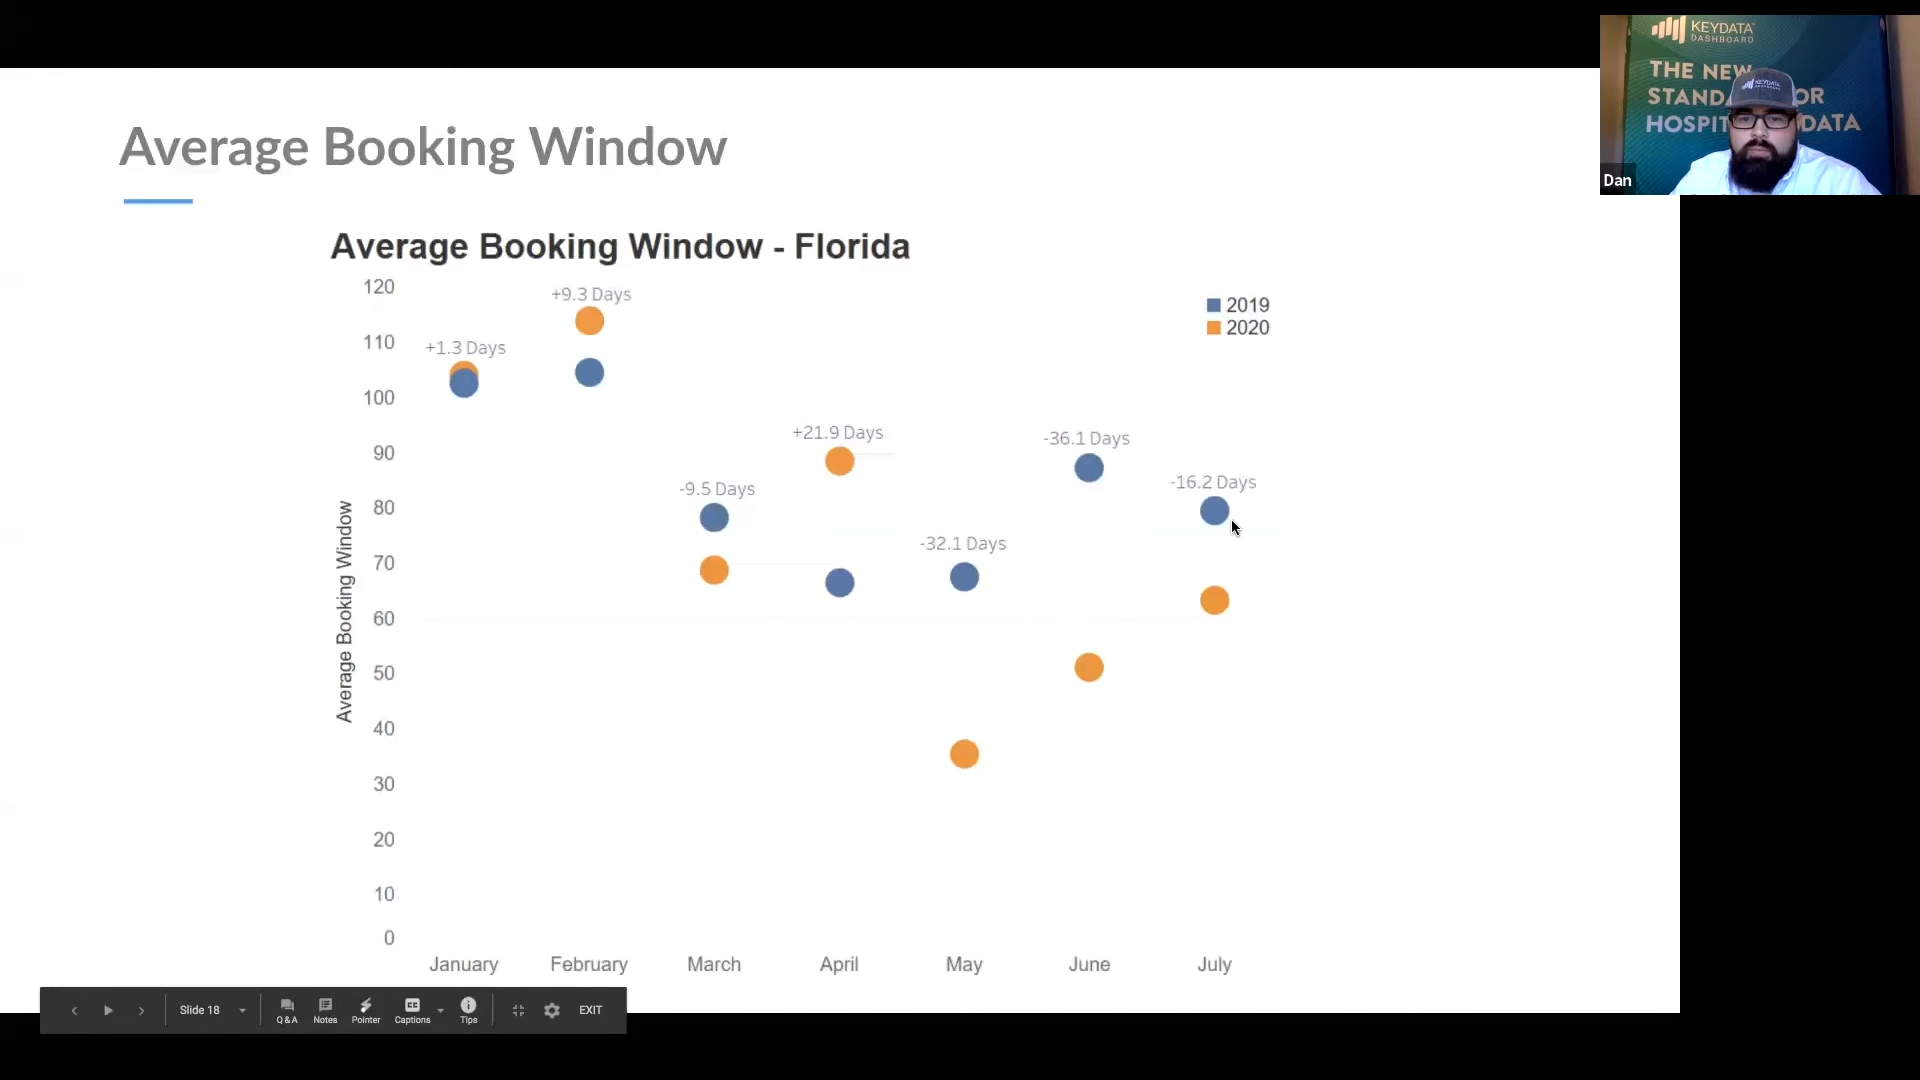 KEYDATA
DASHBOARD
THE NEW
STAND OR
HOSPIT DATA
KEYDATA
Dan
Average Booking Window
Average Booking Window - Florida
2019
2020
Average Booking Window
120
110
100
90
80
70
60
50
40
30
20
10
0
+1.3 Days
+9.3 Days
-9.5 Days
+21.9 Days
-32.1 Days
-36.1 Days
-16.2 Days
January February March April May June July
Slide 18
Q&A
Notes
Pointer
CC
Captions
Tips
EXIT